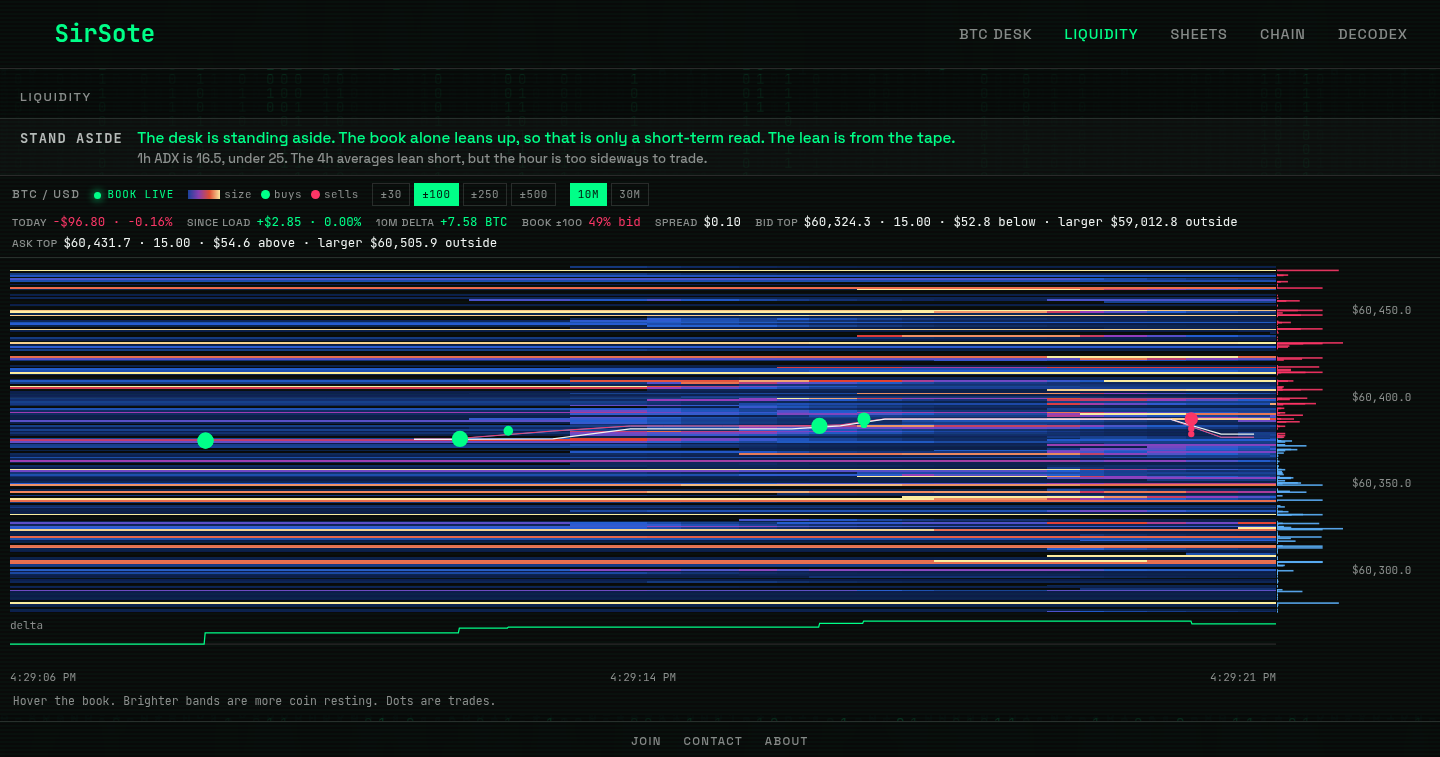 SirSote
BTC DESK LIQUIDITY SHEETS CHAIN DECODEX
LIQUIDITY
STAND ASIDE The desk is standing aside. The book alone leans up, so that is only a short-term read. The lean is from the tape.
1h ADX is 16.5, under 25. The 4h averages lean short, but the hour is too sideways to trade.
BTC / USD BOOK LIVE size buys sells ±30 ±100 ±250 ±500 10M 30M
TODAY -$96.80 · -0.16% SINCE LOAD +$2.85 · 0.00% 10M DELTA +7.58 BTC BOOK ±100 49% bid SPREAD $0.10 BID TOP $60,324.3 · 15.00 · $52.8 below · larger $59,012.8 outside
ASK TOP $60,431.7 · 15.00 · $54.6 above · larger $60,505.9 outside
$60,450.0
$60,400.0
$60,350.0
$60,300.0
delta
4:29:06 PM 4:29:14 PM 4:29:21 PM
Hover the book. Brighter bands are more coin resting. Dots are trades.
JOIN CONTACT ABOUT